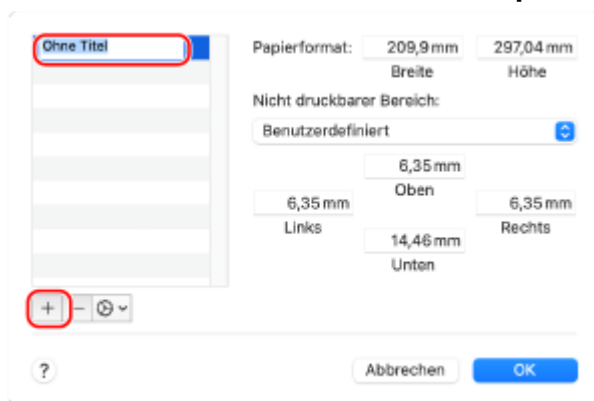 Ohne Titel
Papierformat: 209,9 mm 297,04 mm
Breite Höhe
Nicht druckbarer Bereich:
Benutzerdefiniert
6,35 mm
Oben
6,35 mm 6,35 mm
Links Rechts
14,46 mm
Unten
+ −
? Abbrechen OK